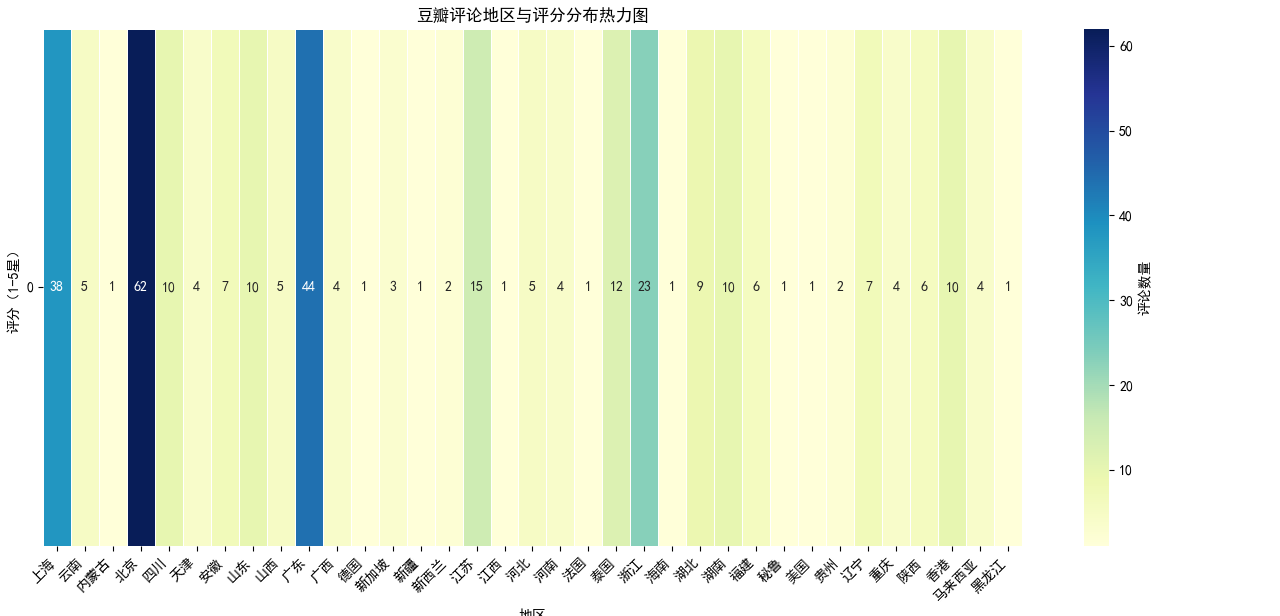 豆瓣评论地区与评分分布热力图
评分（1-5星）
0
38 5 1 62 10 4 7 10 5 44 4 1 3 1 2 15 1 5 4 1 12 23 1 9 10 6 1 1 2 7 4 6 10 4 1
上海 云南 内蒙古 北京 四川 天津 安徽 山东 山西 广东 广西 德国 新加坡 新疆 新西兰 江苏 江西 河北 河南 法国 泰国 浙江 海南 湖北 湖南 福建 秘鲁 美国 贵州 辽宁 重庆 陕西 香港 马来西亚 黑龙江
地区
60
50
40
30
20
10
评论数量